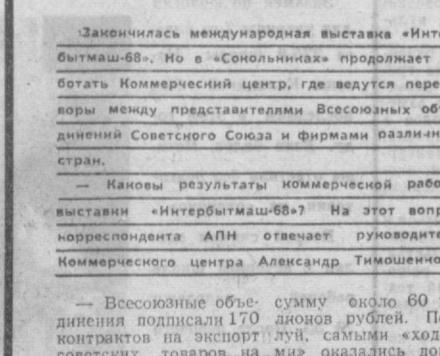 Закончилась международная выставка «Инте
бытмаш-68». Но в «Сокольниках» продолжает
ботать Коммерческий центр, где ведутся пере
воры между представителями Всесоюзных об
динений Советского Союза и фирмами различ
стран.
— Каковы результаты коммерческой рабо
выставки «Интербытмаш-68»? На этот вопр
корреспондента АПН отвечает руководите
Коммерческого центра Александр Тимошенко
— Всесоюзные объе-
динения подписали 170
контрактов на экспорт
советских товаров на
сумму около 60
лионов рублей. П
луй, самыми «ход
ми» оказались